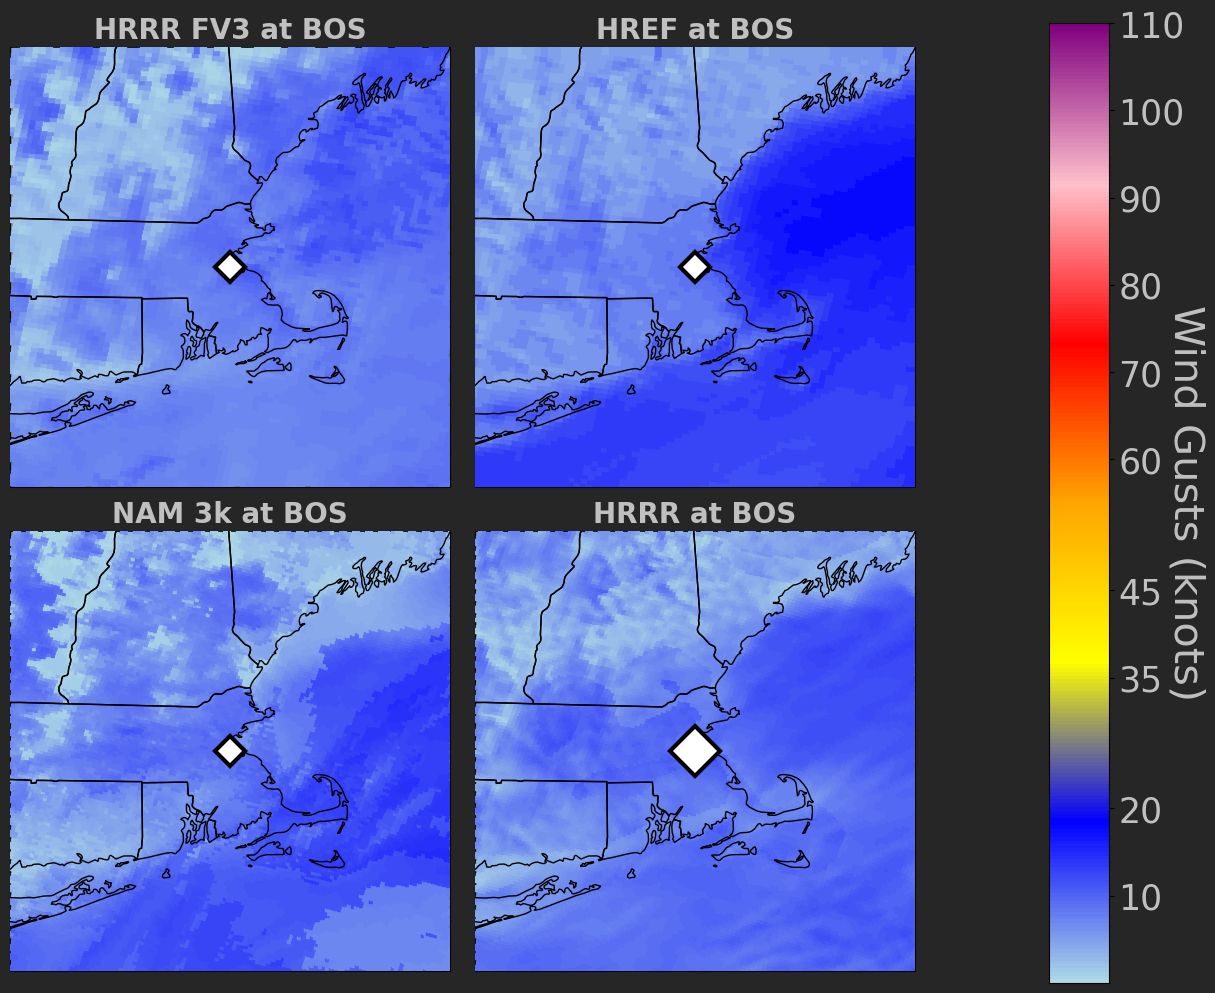 HRRR FV3 at BOS
HREF at BOS
NAM 3k at BOS
HRRR at BOS
110
100
90
80
70
60
45
35
20
10
Wind Gusts (knots)